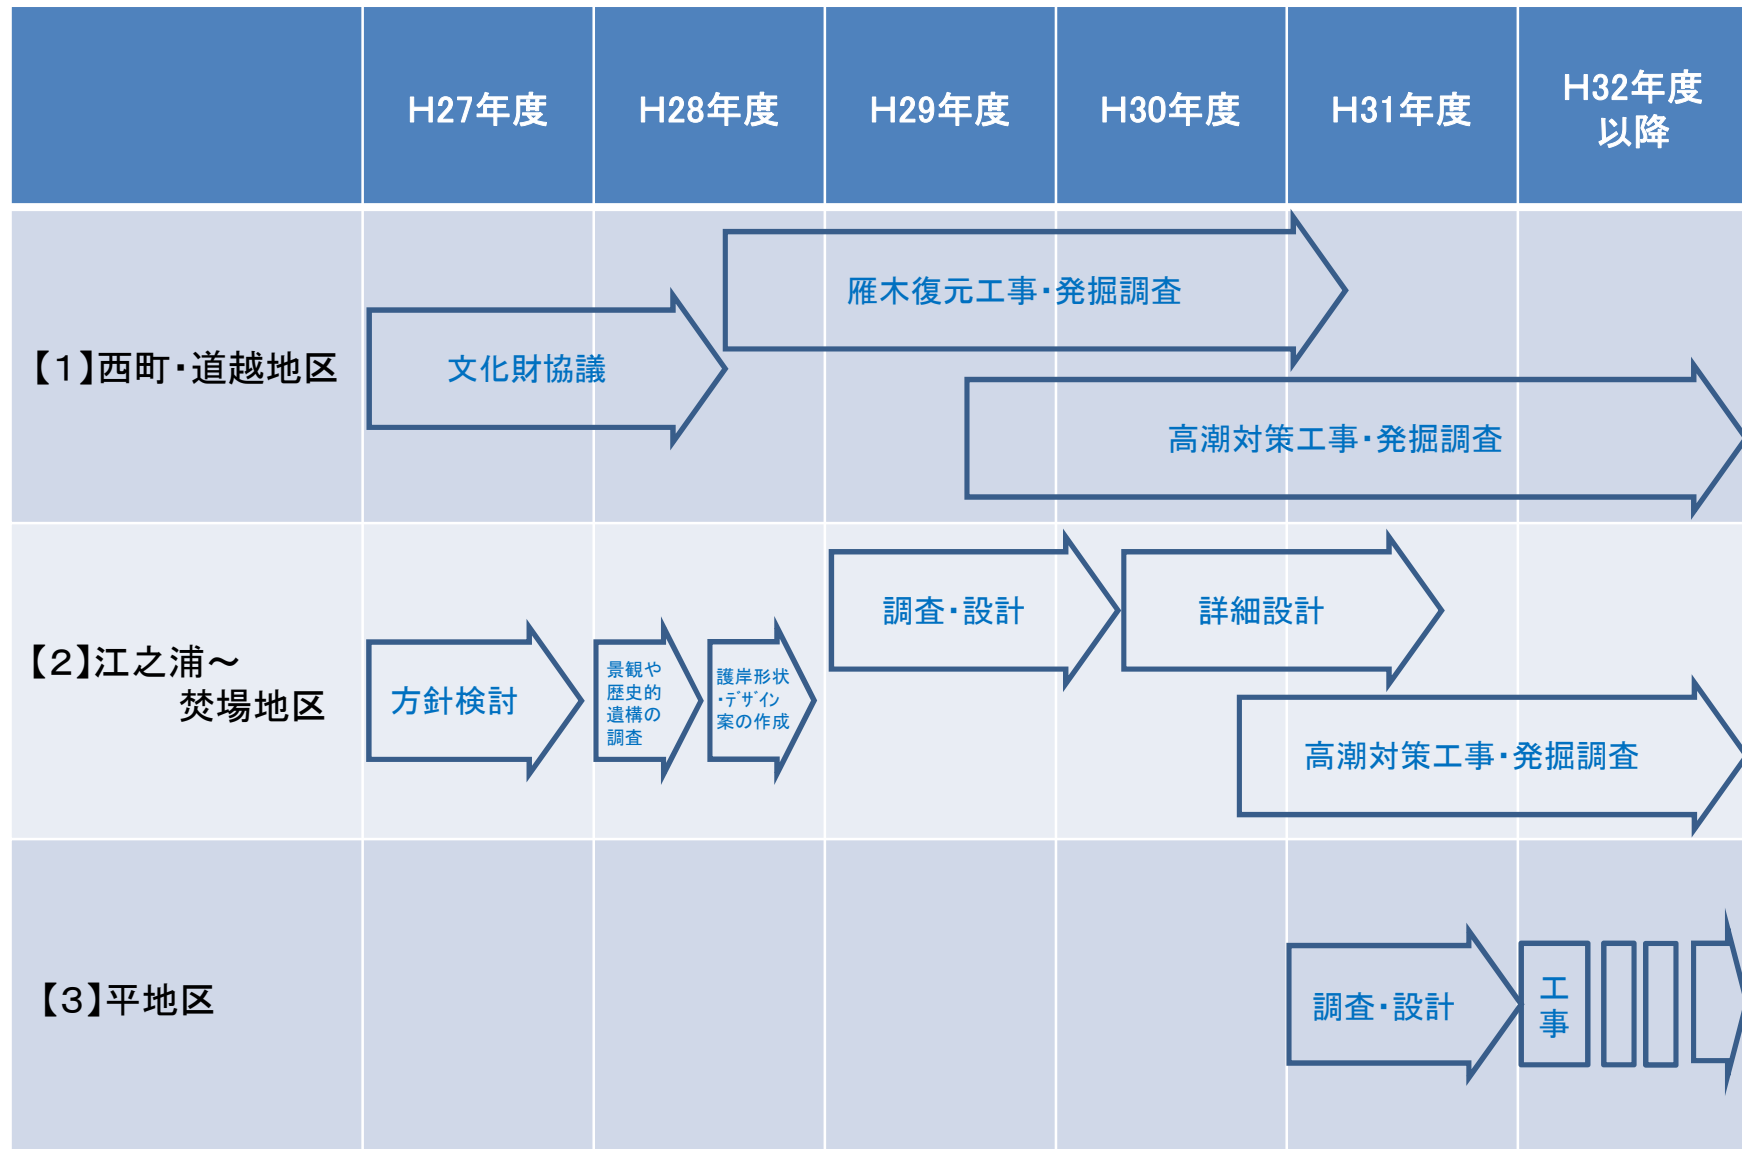 H27年度
H28年度
H29年度
H30年度
H31年度
H32年度
以降
【1】西町・道越地区
文化財協議
雁木復元工事・発掘調査
高潮対策工事・発掘調査
【2】江之浦～
焚場地区
方針検討
景観や
歴史的
遺構の
調査
護岸形状
・ﾃﾞｻﾞｲﾝ
案の作成
調査・設計
詳細設計
高潮対策工事・発掘調査
【3】平地区
調査・設計
工
事